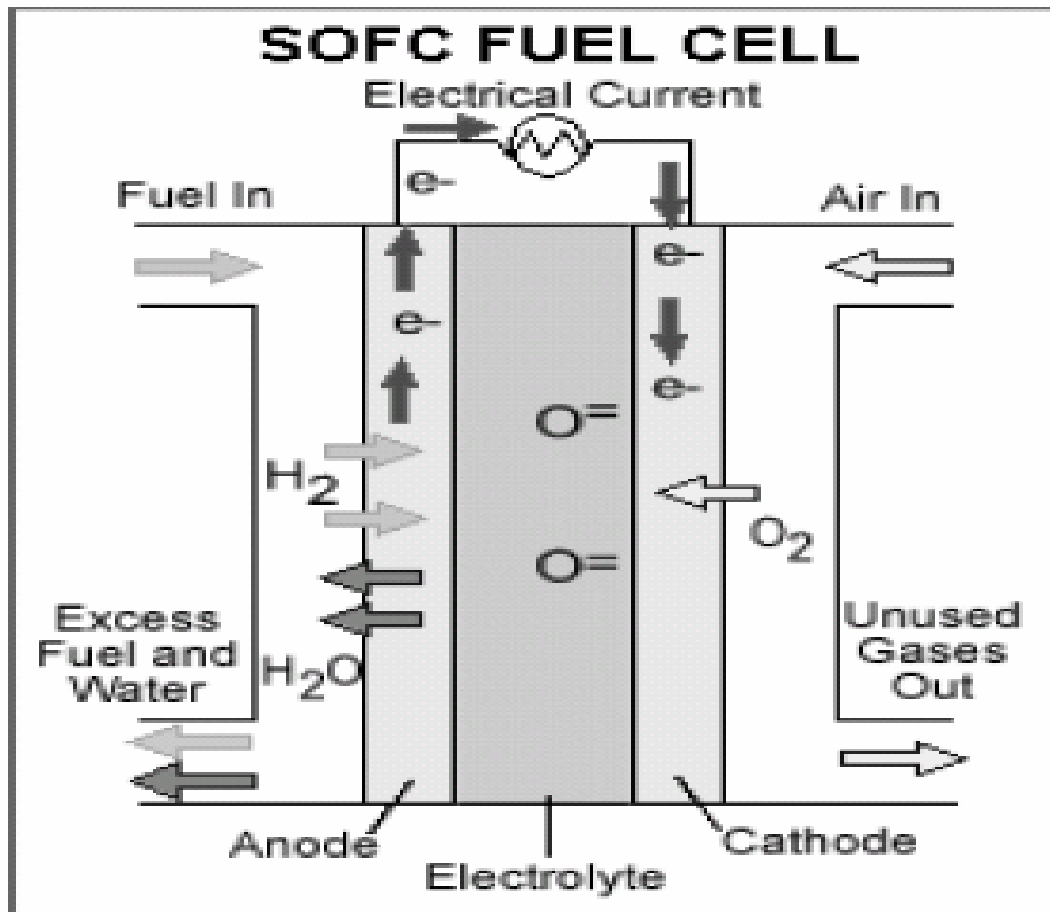 SOFC FUEL CELL
Electrical Current
e-
Fuel In
Air In
e-
e-
e-
O=
H2
O2
O=
Excess
Fuel and
Water
H2O
Unused
Gases
Out
Anode
Cathode
Electrolyte